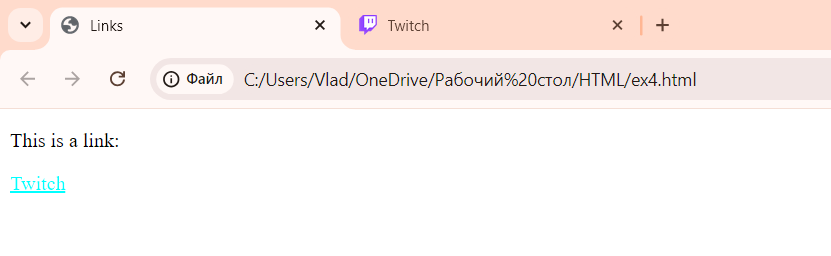 Links
Twitch
Файл
C:/Users/Vlad/OneDrive/Рабочий%20стол/HTML/ex4.html
This is a link:
Twitch